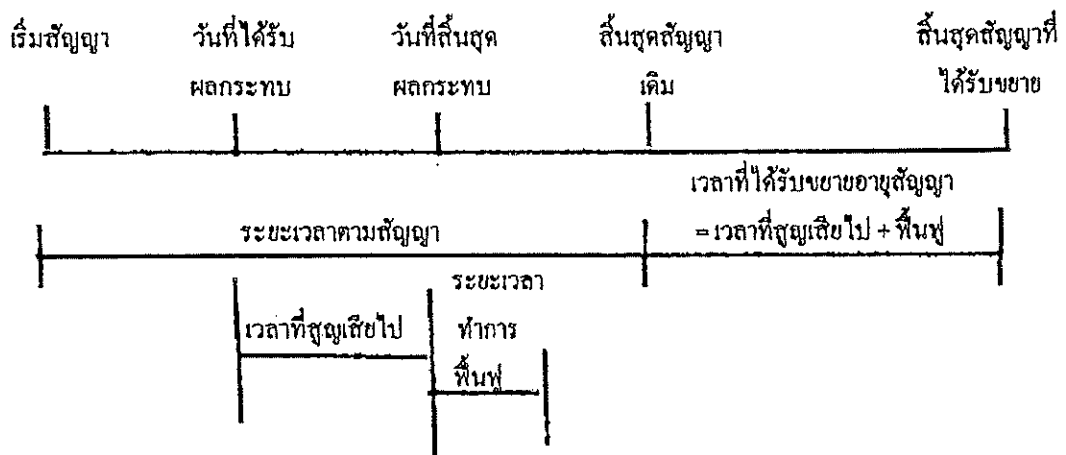 เริ่มสัญญา วันที่ได้รับ วันที่สิ้นสุด สิ้นสุดสัญญา สิ้นสุดสัญญาที่
ผลกระทบ ผลกระทบ เดิม ได้รับขยาย
เวลาที่ได้รับขยายอายุสัญญา
ระยะเวลาตามสัญญา = เวลาที่สูญเสียไป + ฟื้นฟู
ระยะเวลา
เวลาที่สูญเสียไป ทำการ
ฟื้นฟู